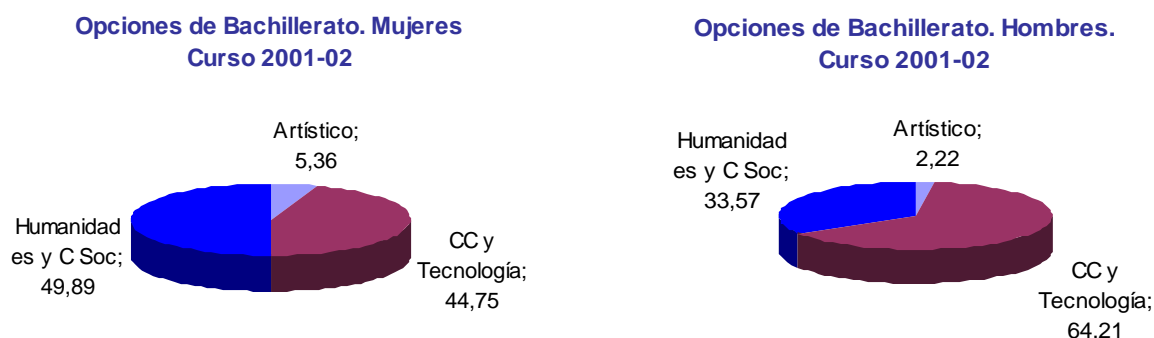 Opciones de Bachillerato. Mujeres
Curso 2001-02
Artístico;
5,36
Humanidad
es y C Soc;
49,89
CC y
Tecnología;
44,75
Opciones de Bachillerato. Hombres.
Curso 2001-02
Humanidad
es y C Soc;
33,57
Artístico;
2,22
CC y
Tecnología;
64,21